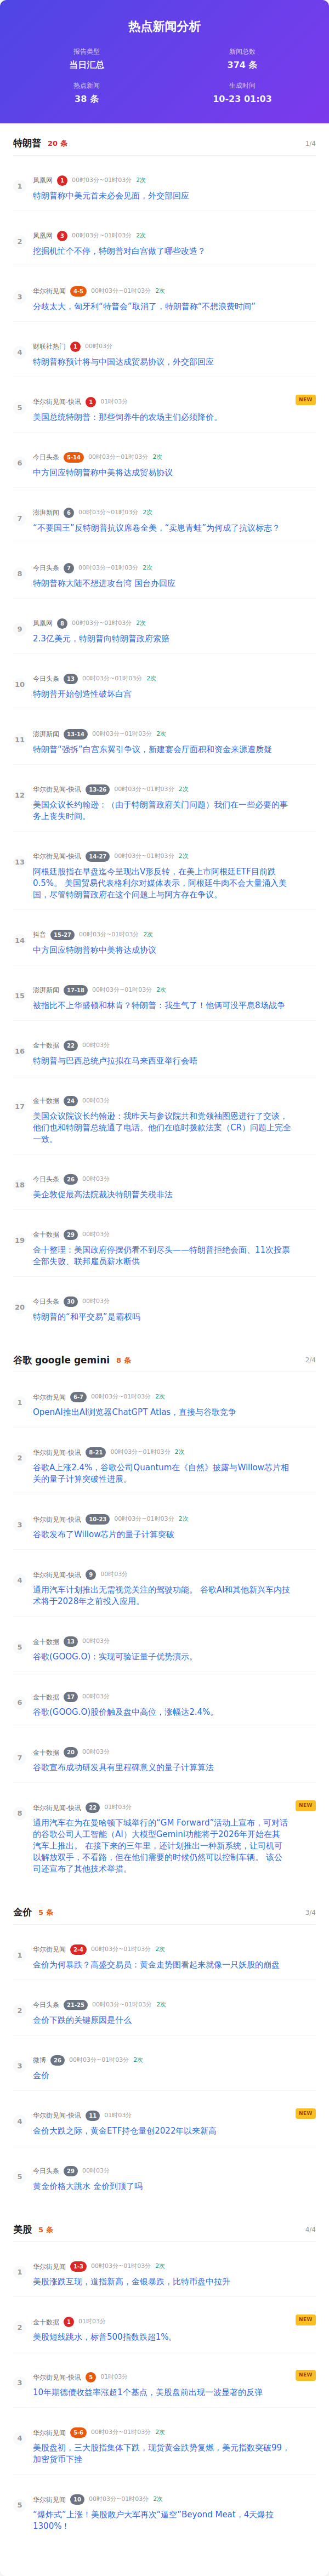 热点新闻分析
报告类型
当日汇总
新闻总数
374 条
热点新闻
38 条
生成时间
10-23 01:03
特朗普 20 条 1/4
1
凤凰网 1 00时03分~01时03分 2次
特朗普称中美元首未必会见面，外交部回应
2
凤凰网 3 00时03分~01时03分 2次
挖掘机忙个不停，特朗普对白宫做了哪些改造？
3
华尔街见闻 4-5 00时03分~01时03分 2次
分歧太大，匈牙利“特普会”取消了，特朗普称“不想浪费时间”
4
财联社热门 1 00时03分
特朗普称预计将与中国达成贸易协议，外交部回应
5
华尔街见闻-快讯 1 01时03分 NEW
美国总统特朗普：那些饲养牛的农场主们必须降价。
6
今日头条 5-14 00时03分~01时03分 2次
中方回应特朗普称中美将达成贸易协议
7
澎湃新闻 6 00时03分~01时03分 2次
“不要国王”反特朗普抗议席卷全美，“卖崽青蛙”为何成了抗议标志？
8
今日头条 7 00时03分~01时03分 2次
特朗普称大陆不想进攻台湾 国台办回应
9
凤凰网 8 00时03分~01时03分 2次
2.3亿美元，特朗普向特朗普政府索赔
10
今日头条 13 00时03分~01时03分 2次
特朗普开始创造性破坏白宫
11
澎湃新闻 13-14 00时03分~01时03分 2次
特朗普“强拆”白宫东翼引争议，新建宴会厅面积和资金来源遭质疑
12
华尔街见闻-快讯 13-26 00时03分~01时03分 2次
美国众议长约翰逊：（由于特朗普政府关门问题）我们在一些必要的事
务上丧失时间。
13
华尔街见闻-快讯 14-27 00时03分~01时03分 2次
阿根廷股指在早盘迄今呈现出V形反转，在美上市阿根廷ETF目前跌
0.5%。 美国贸易代表格利尔对媒体表示，阿根廷牛肉不会大量涌入美
国，尽管特朗普政府在这个问题上与阿方存在争议。
14
抖音 15-27 00时03分~01时03分 2次
中方回应特朗普称中美将达成协议
15
澎湃新闻 17-18 00时03分~01时03分 2次
被指比不上华盛顿和林肯？特朗普：我生气了！他俩可没平息8场战争
16
金十数据 22 00时03分
特朗普与巴西总统卢拉拟在马来西亚举行会晤
17
金十数据 24 00时03分
美国众议院议长约翰逊：我昨天与参议院共和党领袖图恩进行了交谈，
他们也和特朗普总统通了电话。他们在临时拨款法案（CR）问题上完全
一致。
18
今日头条 26 00时03分
美企敦促最高法院裁决特朗普关税非法
19
金十数据 29 00时03分
金十整理：美国政府停摆仍看不到尽头——特朗普拒绝会面、11次投票
全部失败、联邦雇员薪水断供
20
今日头条 30 00时03分
特朗普的“和平交易”是霸权吗
谷歌 google gemini 8 条 2/4
1
华尔街见闻 6-7 00时03分~01时03分 2次
OpenAI推出AI浏览器ChatGPT Atlas，直接与谷歌竞争
2
华尔街见闻-快讯 8-21 00时03分~01时03分 2次
谷歌A上涨2.4%，谷歌公司Quantum在《自然》披露与Willow芯片相
关的量子计算突破性进展。
3
华尔街见闻-快讯 10-23 00时03分~01时03分 2次
谷歌发布了Willow芯片的量子计算突破
4
华尔街见闻-快讯 9 00时03分
通用汽车计划推出无需视觉关注的驾驶功能。 谷歌AI和其他新兴车内技
术将于2028年之前投入应用。
5
金十数据 13 00时03分
谷歌(GOOG.O)：实现可验证量子优势演示。
6
金十数据 17 00时03分
谷歌(GOOG.O)股价触及盘中高位，涨幅达2.4%。
7
金十数据 20 00时03分
谷歌宣布成功研发具有里程碑意义的量子计算算法
8
华尔街见闻-快讯 22 01时03分 NEW
通用汽车在为曼哈顿下城举行的“GM Forward”活动上宣布，可对话
的谷歌公司人工智能（AI）大模型Gemini功能将于2026年开始在其
汽车上推出。 在接下来的三年里，还计划推出一种新系统，让司机可
以解放双手，不看路，但在他们需要的时候仍然可以控制车辆。 该公
司还宣布了其他技术举措。
金价 5 条 3/4
1
华尔街见闻 2-4 00时03分~01时03分 2次
金价为何暴跌？高盛交易员：黄金走势图看起来就像一只妖股的崩盘
2
今日头条 21-25 00时03分~01时03分 2次
金价下跌的关键原因是什么
3
微博 26 00时03分~01时03分 2次
金价
4
华尔街见闻-快讯 11 01时03分 NEW
金价大跌之际，黄金ETF持仓量创2022年以来新高
5
今日头条 29 00时03分
黄金价格大跳水 金价到顶了吗
美股 5 条 4/4
1
华尔街见闻 1-3 00时03分~01时03分 2次
美股涨跌互现，道指新高，金银暴跌，比特币盘中拉升
2
金十数据 1 01时03分 NEW
美股短线跳水，标普500指数跌超1%。
3
华尔街见闻-快讯 5 01时03分 NEW
10年期德债收益率涨超1个基点，美股盘前出现一波显著的反弹
4
华尔街见闻 5-6 00时03分~01时03分 2次
美股盘初，三大股指集体下跌，现货黄金跌势复燃，美元指数突破99，
加密货币下挫
5
华尔街见闻 10 00时03分~01时03分 2次
“爆炸式”上涨！美股散户大军再次“逼空”Beyond Meat，4天爆拉
1300%！